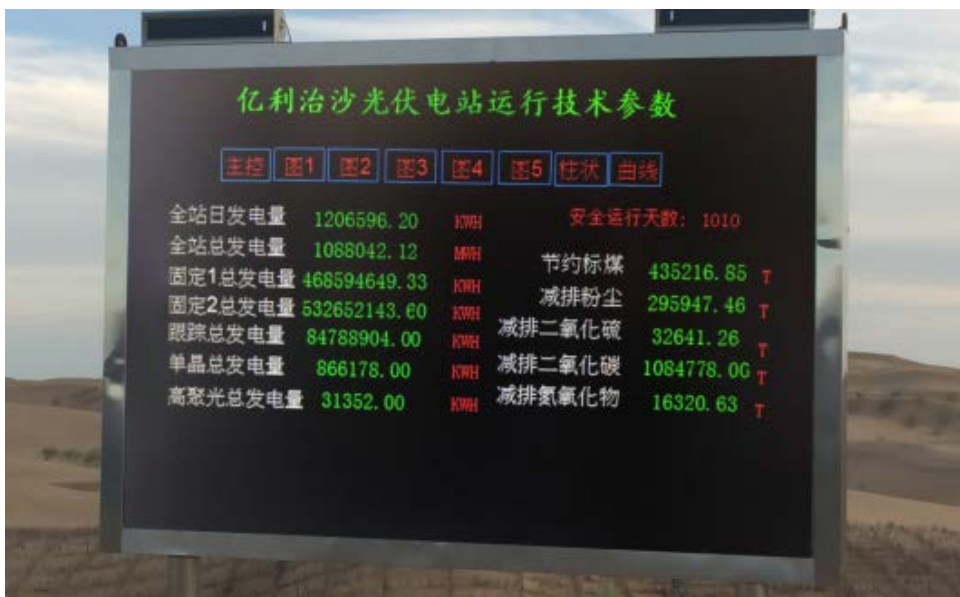 亿利治沙光伏电站运行技术参数
主控 图1 图2 图3 图4 图5 柱状 曲线
全站日发电量 1206596.20 KWH
安全运行天数: 1010
全站总发电量 1088042.12 MWH
节约标煤 435216.85 T
固定1总发电量 468594649.33 KWH
减排粉尘 295947.46 T
固定2总发电量 532652143.60 KWH
减排二氧化硫 32641.26 T
跟踪总发电量 84788904.00 KWH
减排二氧化碳 1084778.06 T
单晶总发电量 866178.00 KWH
减排氮氧化物 16320.63 T
高聚光总发电量 31352.00 KWH